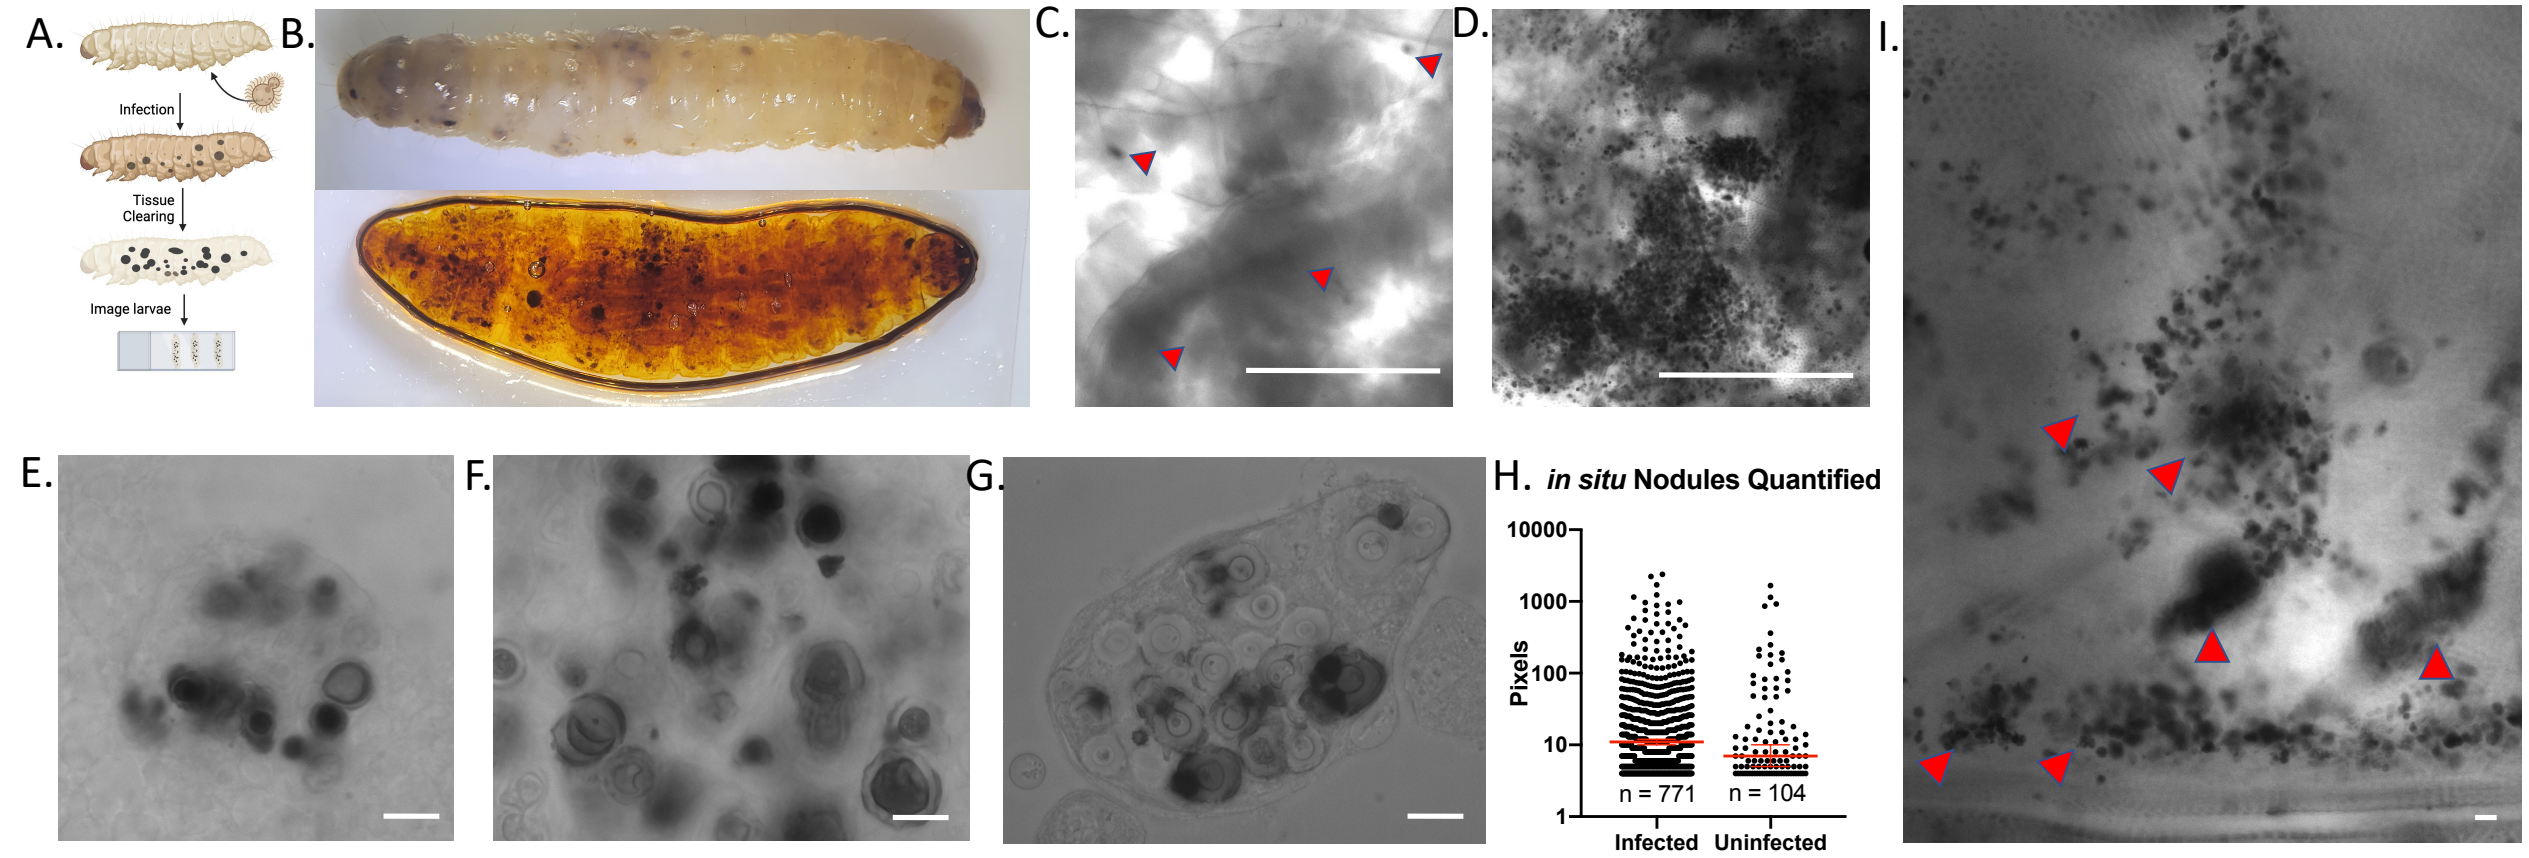 A.
Infection
Tissue
Clearing
Image larvae
B.
C.
D.
E.
F.
G.
H. in situ Nodules Quantified
Pixels
10000
1000
100
10
1
n = 771 n = 104
Infected Uninfected
I.